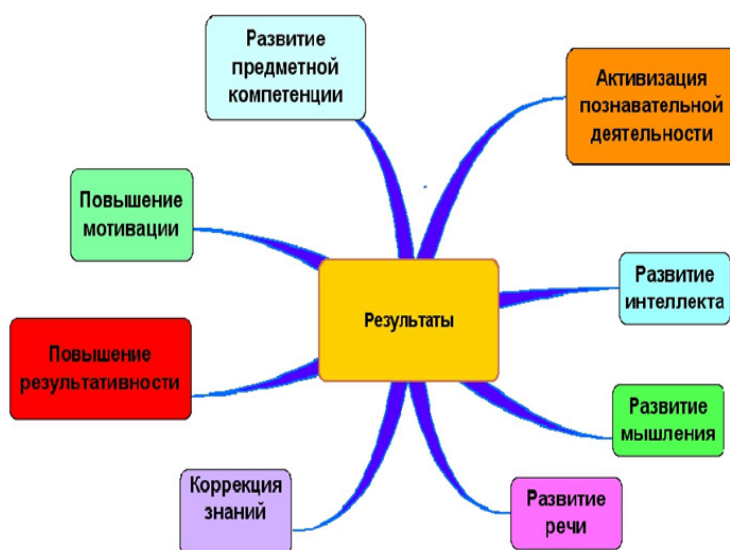 Развитие
предметной
компетенции
Активизация
познавательной
деятельности
Повышение
мотивации
Развитие
интеллекта
Результаты
Повышение
результативности
Развитие
мышления
Коррекция
знаний
Развитие
речи